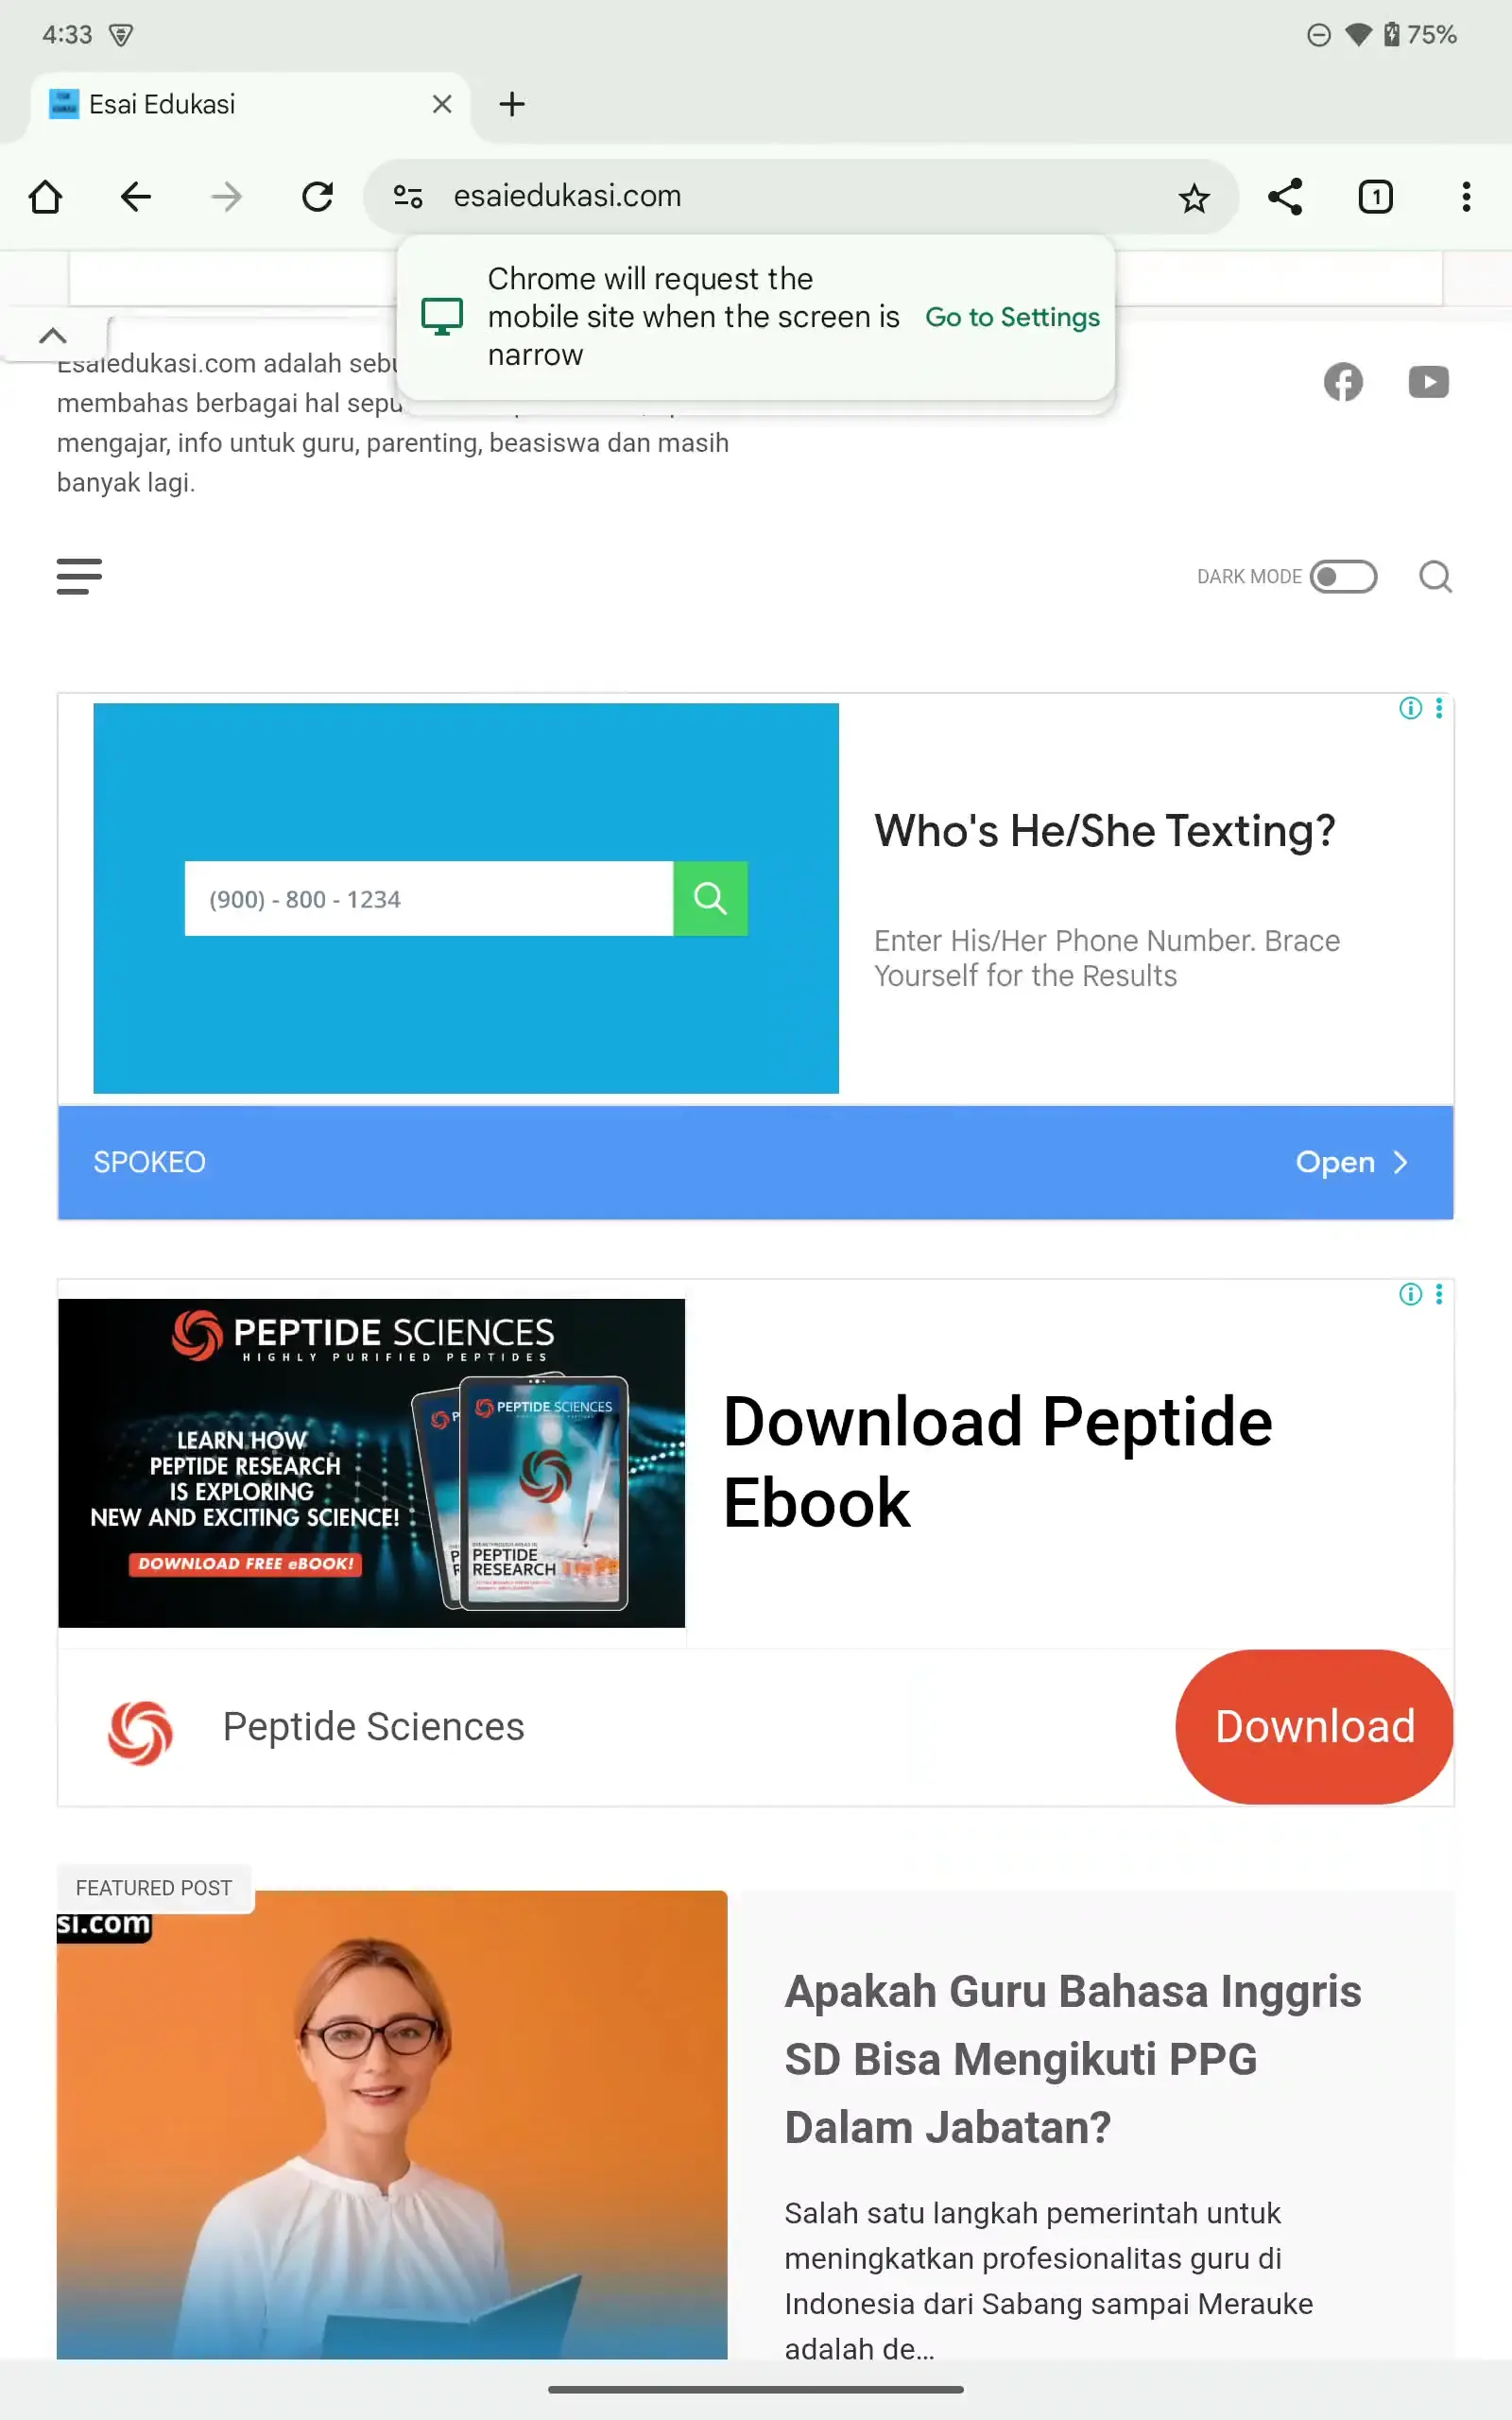 4:33
75%
Esai Edukasi
esaiedukasi.com
1
Chrome will request the
mobile site when the screen is
narrow
Go to Settings
Esaiedukasi.com adalah
membahas berbagai hal
mengajar, info untuk guru, parenting, beasiswa dan masih
banyak lagi.
DARK MODE
(900) - 800 - 1234
Who's He/She Texting?
Enter His/Her Phone Number. Brace
Yourself for the Results
SPOKEO
Open
PEPTIDE SCIENCES
HIGHLY PURIFIED PEPTIDES
LEARN HOW
PEPTIDE RESEARCH
IS EXPLORING
NEW AND EXCITING SCIENCE!
DOWNLOAD FREE eBOOK!
PEPTIDE SCIENCES
PEPTIDE
RESEARCH
Download Peptide
Ebook
Peptide Sciences
Download
FEATURED POST
si.com
Apakah Guru Bahasa Inggris
SD Bisa Mengikuti PPG
Dalam Jabatan?
Salah satu langkah pemerintah untuk
meningkatkan profesionalitas guru di
Indonesia dari Sabang sampai Merauke
adalah de...